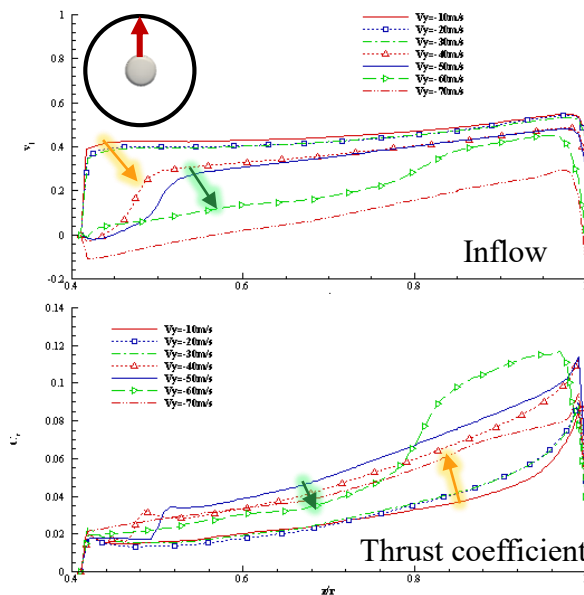 1
0.8
0.6
0.4
0.2
0
-0.2
v₁
Vy=-10m/s
Vy=-20m/s
Vy=-30m/s
Vy=-40m/s
Vy=-50m/s
Vy=-60m/s
Vy=-70m/s
Inflow
0.4 0.6 0.8
0.14
0.12
0.1
0.08
0.06
0.04
0.02
0
Vy=-10m/s
Vy=-20m/s
Vy=-30m/s
Vy=-40m/s
Vy=-50m/s
Vy=-60m/s
Vy=-70m/s
Thrust coefficient
0.4 0.6 0.8
z/r